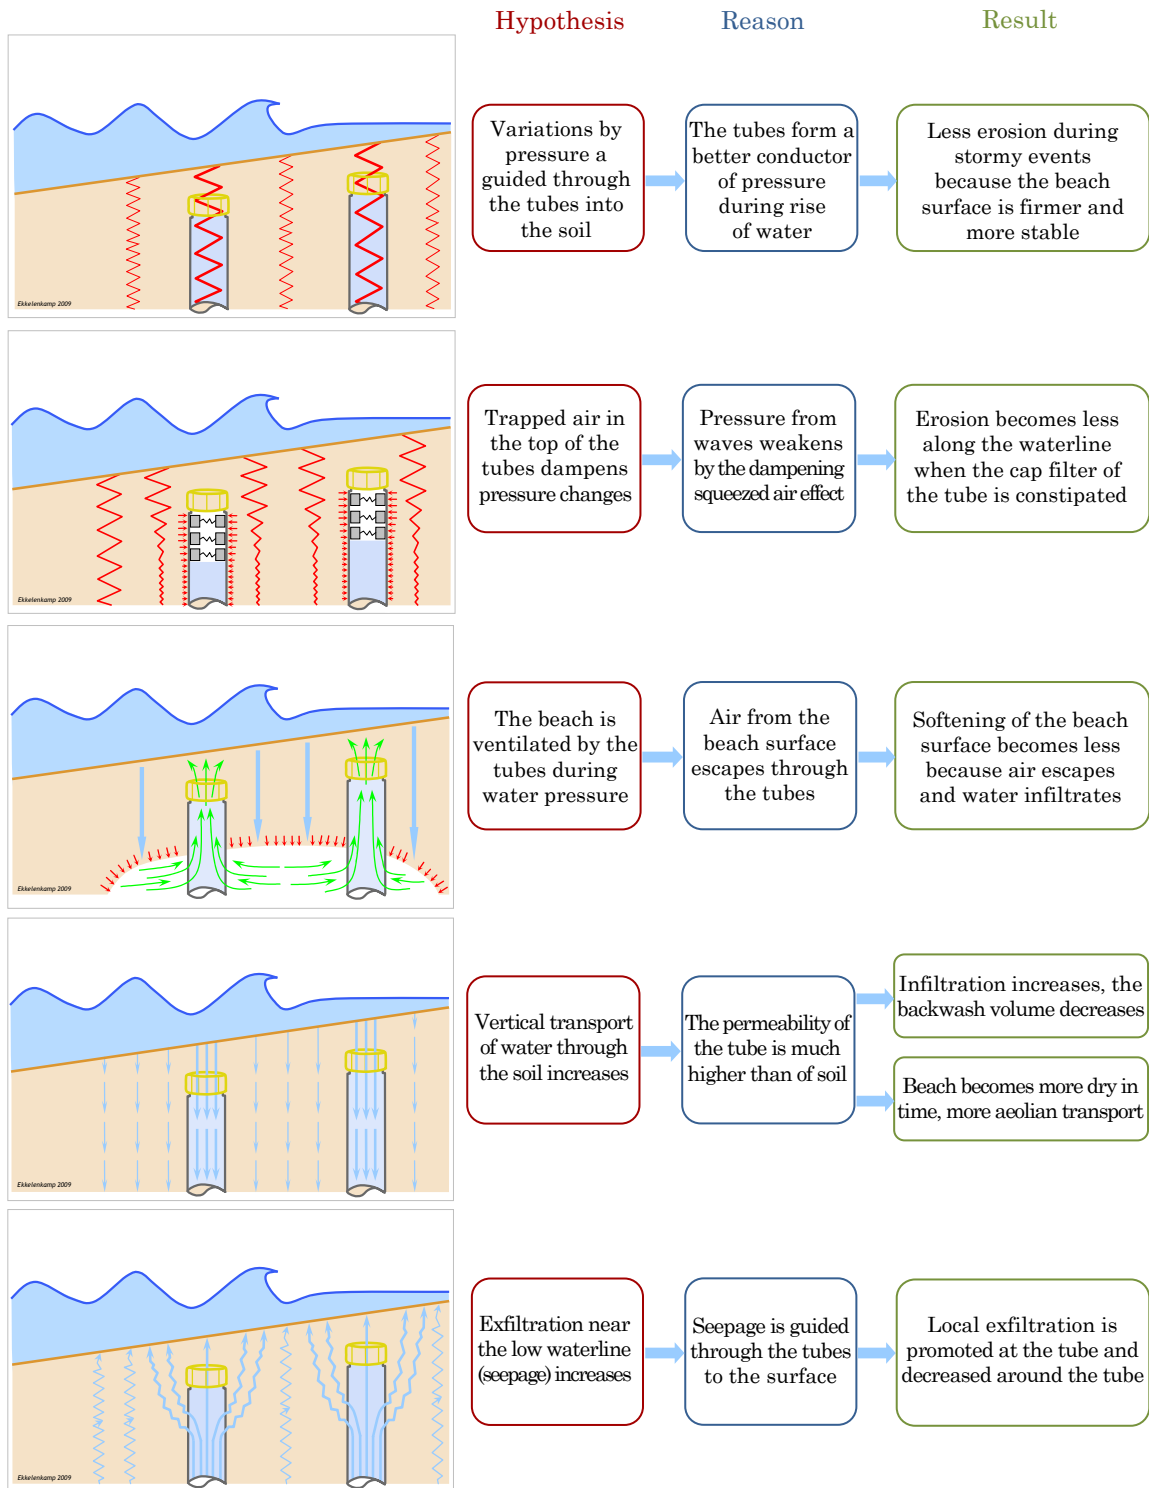 Hypothesis
Reason
Result
Ekkelenkamp 2009
Variations by
pressure a
guided through
the tubes into
the soil
The tubes form a
better conductor
of pressure
during rise
of water
Less erosion during
stormy events
because the beach
surface is firmer and
more stable
Ekkelenkamp 2009
Trapped air in
the top of the
tubes dampens
pressure changes
Pressure from
waves weakens
by the dampening
squeezed air effect
Erosion becomes less
along the waterline
when the cap filter of
the tube is constipated
Ekkelenkamp 2009
The beach is
ventilated by the
tubes during
water pressure
Air from the
beach surface
escapes through
the tubes
Softening of the beach
surface becomes less
because air escapes
and water infiltrates
Ekkelenkamp 2009
Vertical transport
of water through
the soil increases
The permeability of
the tube is much
higher than of soil
Infiltration increases, the
backwash volume decreases
Beach becomes more dry in
time, more aeolian transport
Ekkelenkamp 2009
Exfiltration near
the low waterline
(seepage) increases
Seepage is guided
through the tubes
to the surface
Local exfiltration is
promoted at the tube and
decreased around the tube